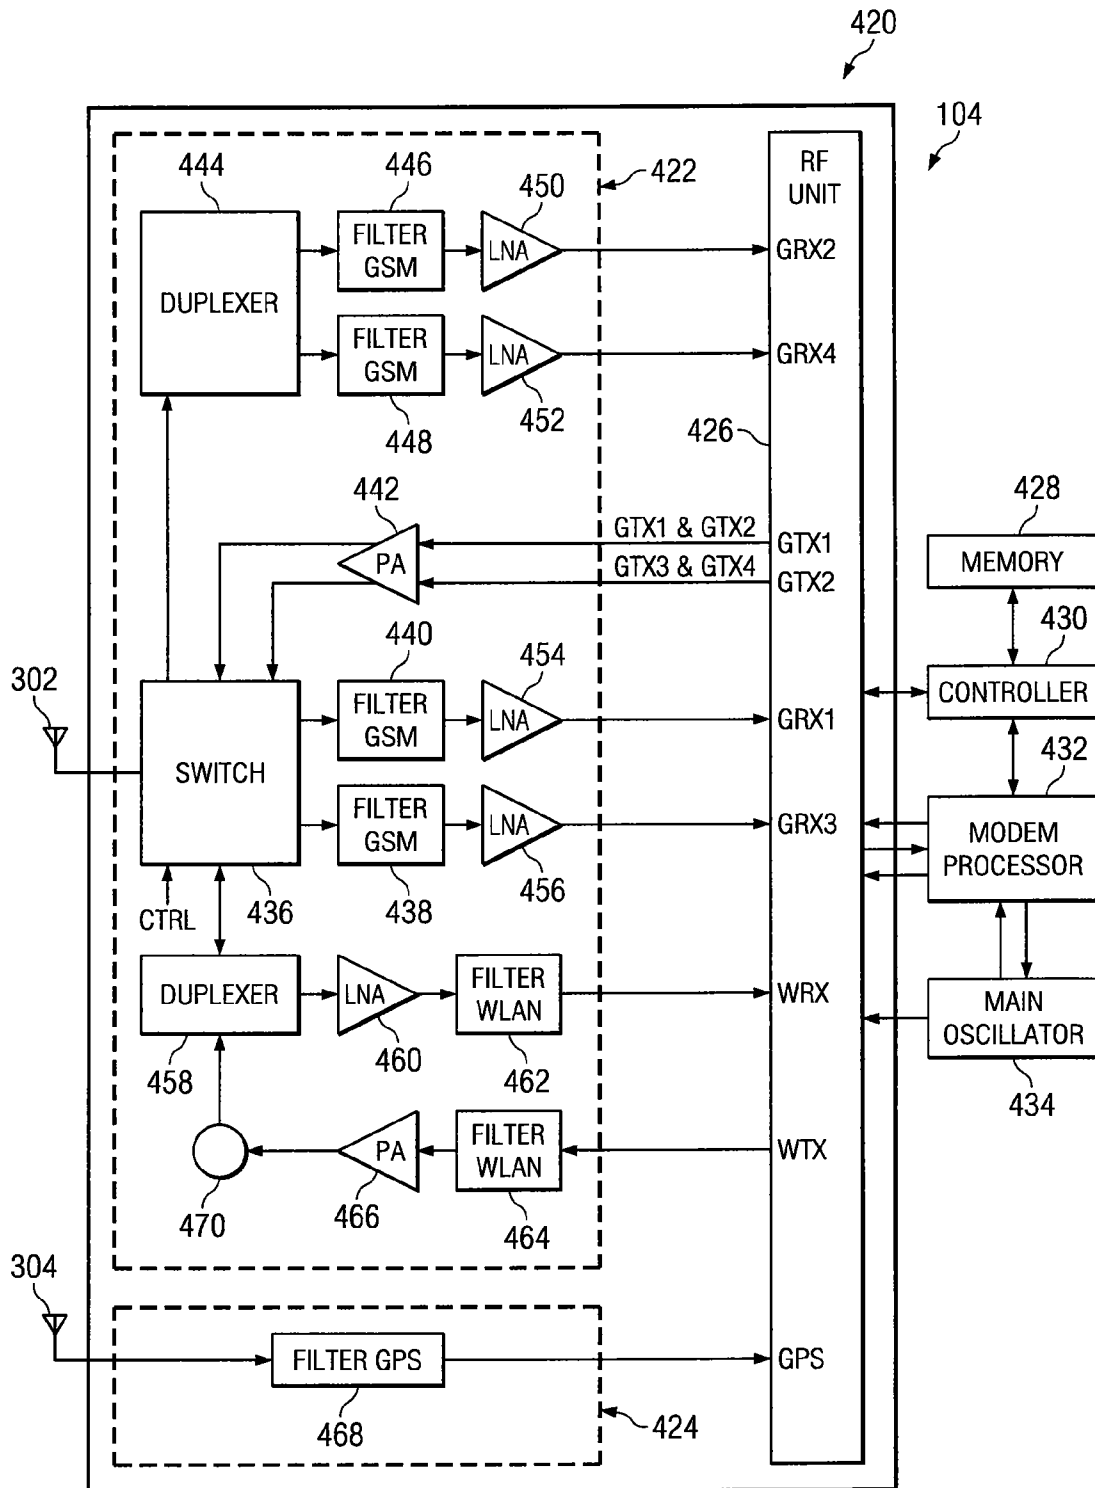 420
104
444
446
450
422
RF
UNIT
DUPLEXER
FILTER
GSM
LNA
GRX2
FILTER
GSM
LNA
GRX4
448
452
426
442
PA
GTX1 & GTX2
GTX1
GTX3 & GTX4
GTX2
428
MEMORY
430
CONTROLLER
302
440
454
SWITCH
FILTER
GSM
LNA
GRX1
432
FILTER
GSM
LNA
GRX3
MODEM
PROCESSOR
CTRL
436
438
456
DUPLEXER
LNA
FILTER
WLAN
WRX
MAIN
OSCILLATOR
458
460
462
434
PA
FILTER
WLAN
WTX
470
466
464
304
FILTER GPS
GPS
468
424